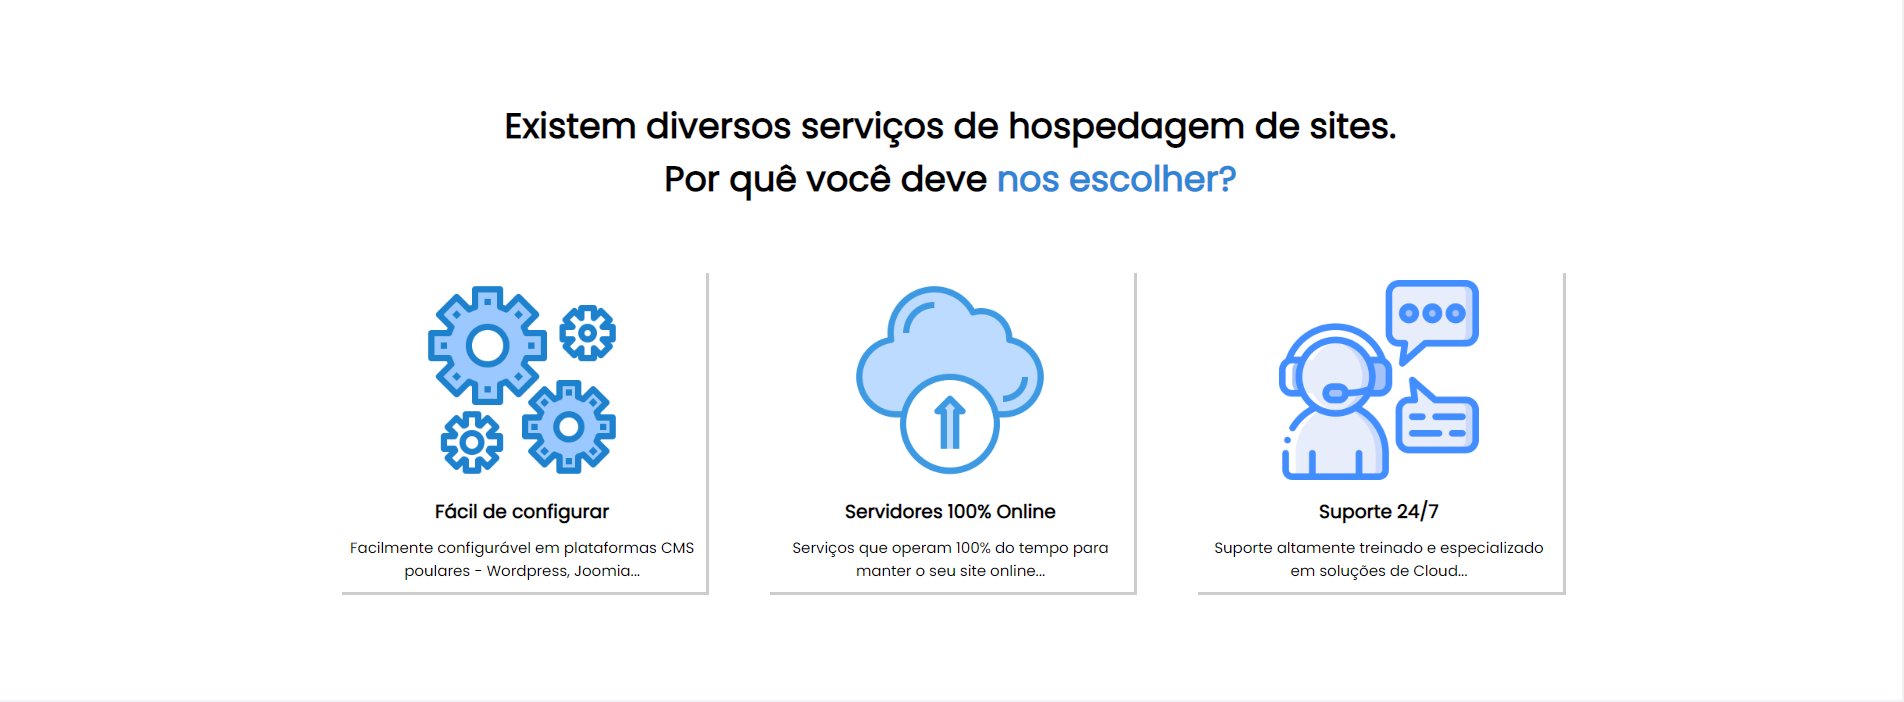 Existem diversos serviços de hospedagem de sites.
Por quê você deve nos escolher?
Fácil de configurar
Facilmente configurável em plataformas CMS
poulares - Wordpress, Joomia...
Servidores 100% Online
Serviços que operam 100% do tempo para
manter o seu site online...
Suporte 24/7
Suporte altamente treinado e especializado
em soluções de Cloud...